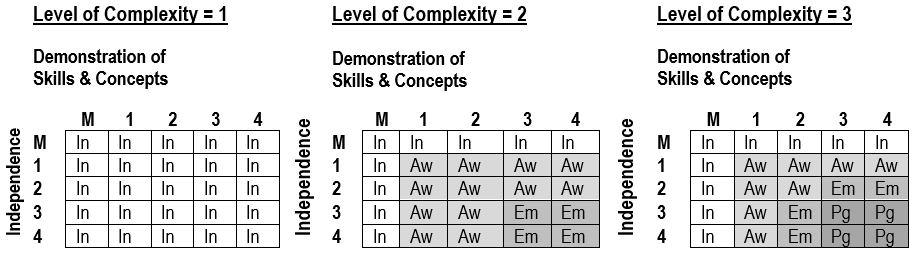 Level of Complexity = 1
Demonstration of
Skills & Concepts
M 1 2 3 4
Independence
M In In In In In
1 In In In In In
2 In In In In In
3 In In In In In
4 In In In In In
Level of Complexity = 2
Demonstration of
Skills & Concepts
M 1 2 3 4
Independence
M In In In In In
1 In Aw Aw Aw Aw
2 In Aw Aw Aw Aw
3 In Aw Aw Em Em
4 In Aw Aw Em Em
Level of Complexity = 3
Demonstration of
Skills & Concepts
M 1 2 3 4
Independence
M In In In In In
1 In Aw Aw Aw Aw
2 In Aw Aw Em Em
3 In Aw Em Pg Pg
4 In Aw Em Pg Pg